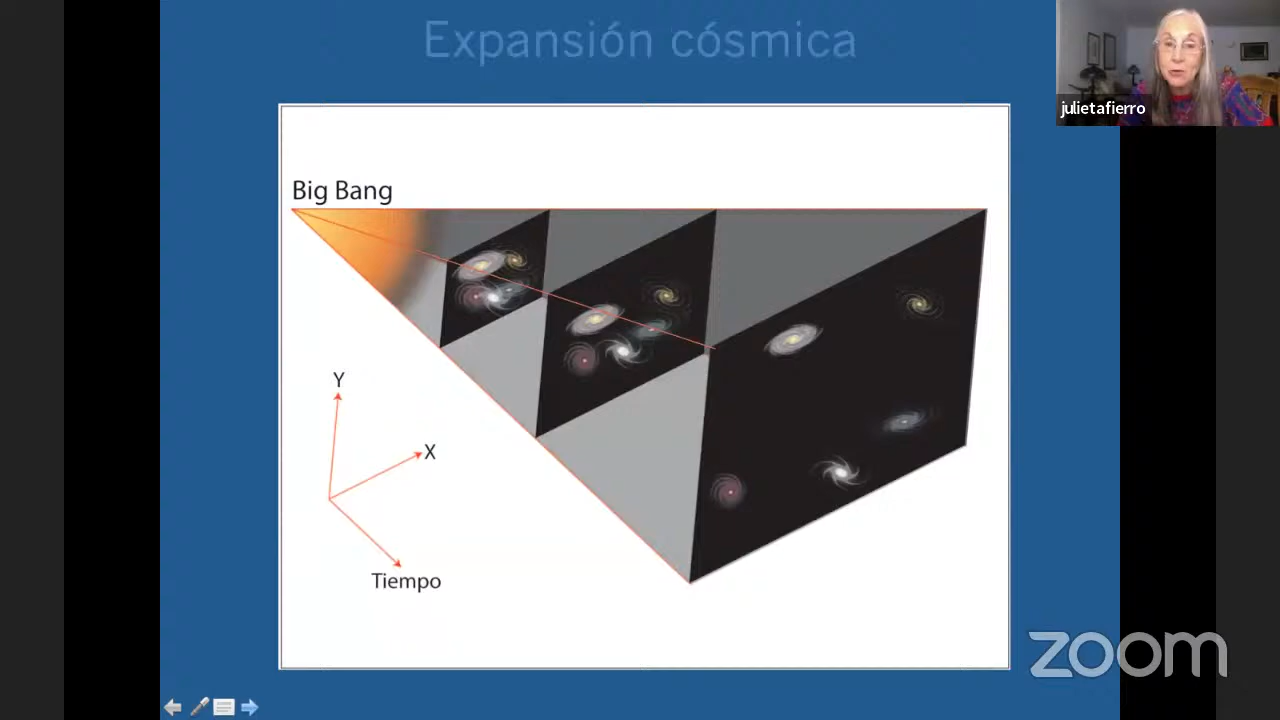 Expansión cósmica
julietafierro
Big Bang
Y
X
Tiempo
zoom